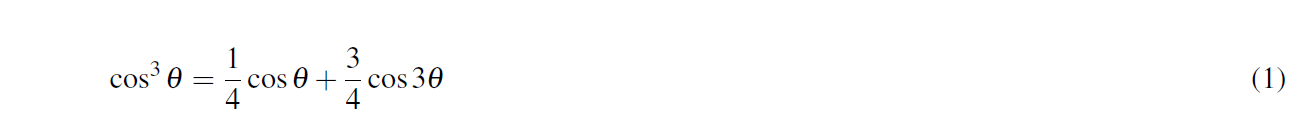 cos³ θ = 1/4 cos θ + 3/4 cos 3θ (1)